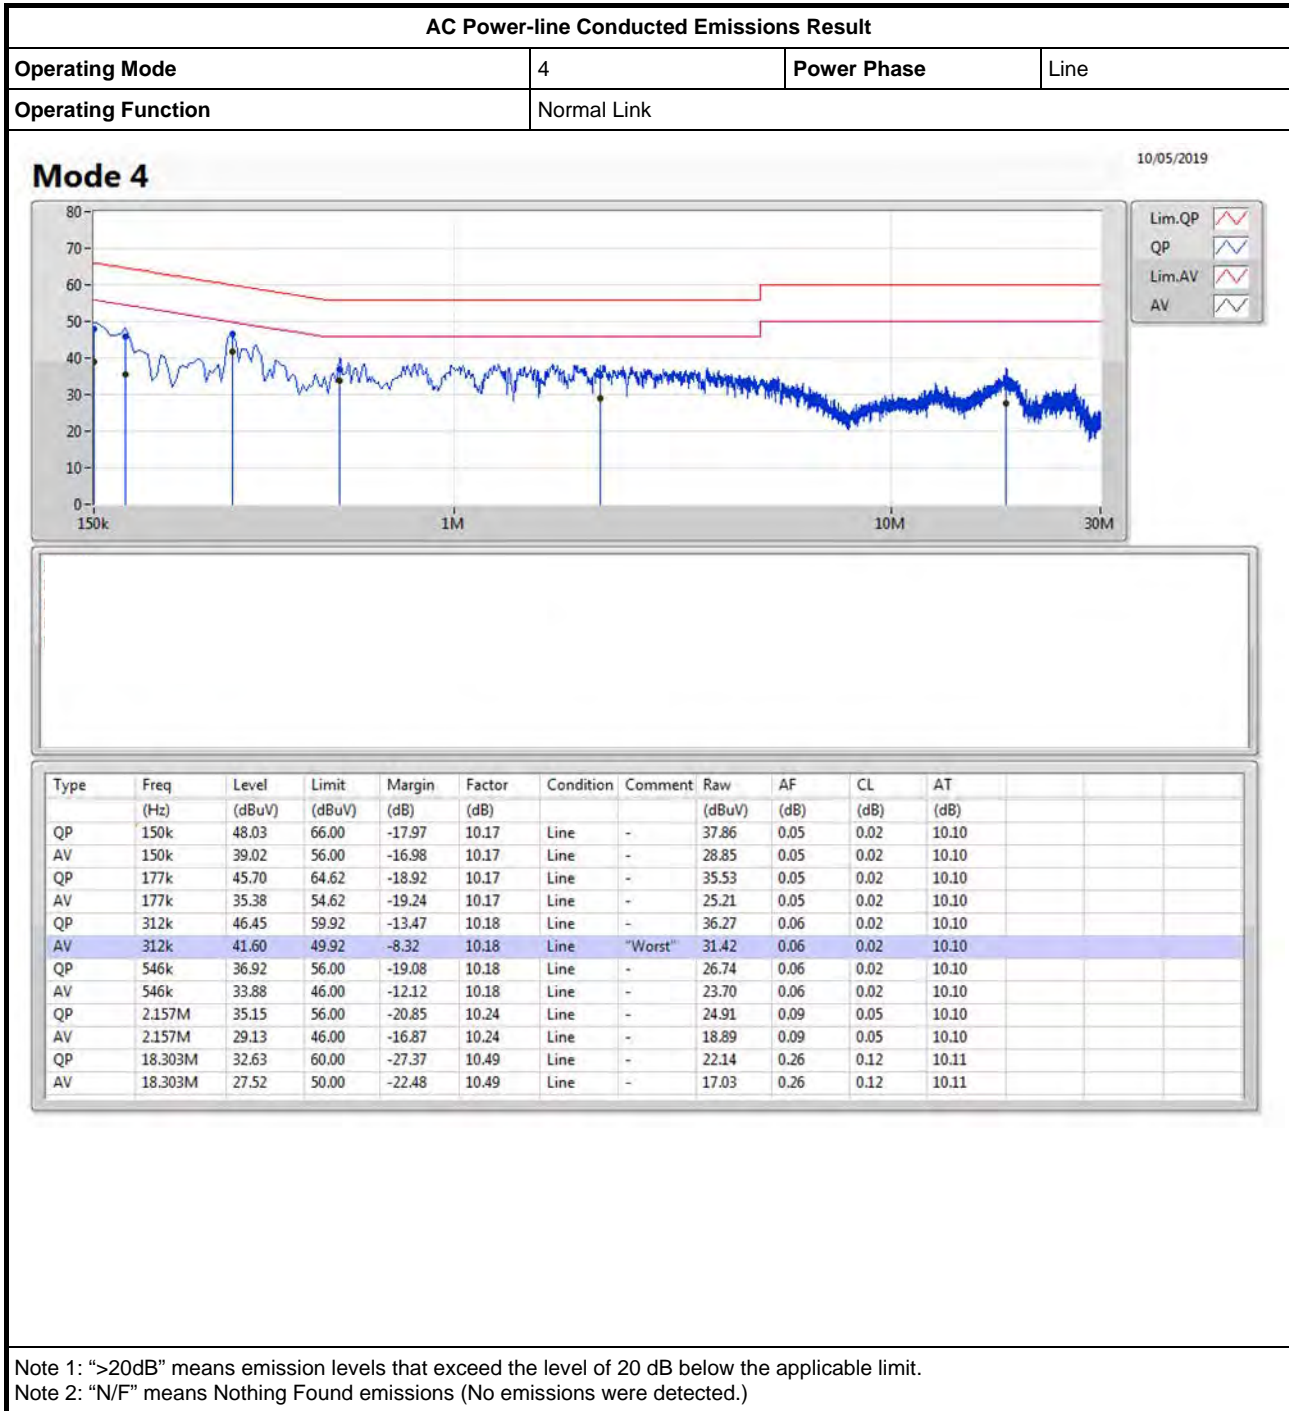 AC Power-line Conducted Emissions Result
Operating Mode 4 Power Phase Line
Operating Function Normal Link
10/05/2019
Mode 4
80
70
60
50
40
30
20
10
0
150k 1M 10M 30M
Lim.QP
QP
Lim.AV
AV
Type Freq Level Limit Margin Factor Condition Comment Raw AF CL AT
(Hz) (dBuV) (dBuV) (dB) (dB) (dBuV) (dB) (dB) (dB)
QP 150k 48.03 66.00 -17.97 10.17 Line - 37.86 0.05 0.02 10.10
AV 150k 39.02 56.00 -16.98 10.17 Line - 28.85 0.05 0.02 10.10
QP 177k 45.70 64.62 -18.92 10.17 Line - 35.53 0.05 0.02 10.10
AV 177k 35.38 54.62 -19.24 10.17 Line - 25.21 0.05 0.02 10.10
QP 312k 46.45 59.92 -13.47 10.18 Line - 36.27 0.06 0.02 10.10
AV 312k 41.60 49.92 -8.32 10.18 Line "Worst" 31.42 0.06 0.02 10.10
QP 546k 36.92 56.00 -19.08 10.18 Line - 26.74 0.06 0.02 10.10
AV 546k 33.88 46.00 -12.12 10.18 Line - 23.70 0.06 0.02 10.10
QP 2.157M 35.15 56.00 -20.85 10.24 Line - 24.91 0.09 0.05 10.10
AV 2.157M 29.13 46.00 -16.87 10.24 Line - 18.89 0.09 0.05 10.10
QP 18.303M 32.63 60.00 -27.37 10.49 Line - 22.14 0.26 0.12 10.11
AV 18.303M 27.52 50.00 -22.48 10.49 Line - 17.03 0.26 0.12 10.11
Note 1: “>20dB” means emission levels that exceed the level of 20 dB below the applicable limit.
Note 2: “N/F” means Nothing Found emissions (No emissions were detected.)